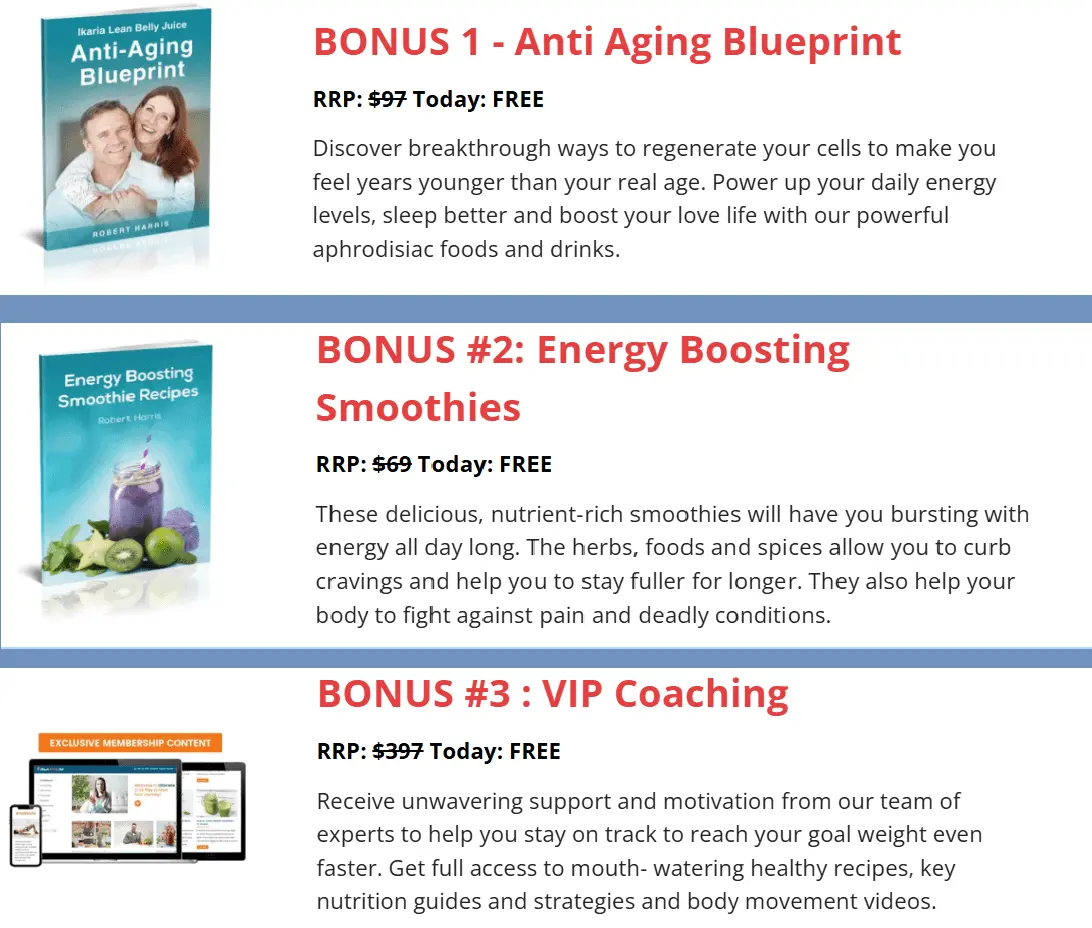 Ikaria Lean Belly Juice
Anti-Aging
Blueprint
ROBERT HARRIS
BONUS 1 - Anti Aging Blueprint
RRP: $97 Today: FREE
Discover breakthrough ways to regenerate your cells to make you
feel years younger than your real age. Power up your daily energy
levels, sleep better and boost your love life with our powerful
aphrodisiac foods and drinks.
Energy Boosting
Smoothie Recipes
Robert Harris
BONUS #2: Energy Boosting
Smoothies
RRP: $69 Today: FREE
These delicious, nutrient-rich smoothies will have you bursting with
energy all day long. The herbs, foods and spices allow you to curb
cravings and help you to stay fuller for longer. They also help your
body to fight against pain and deadly conditions.
EXCLUSIVE MEMBERSHIP CONTENT
BONUS #3 : VIP Coaching
RRP: $397 Today: FREE
Receive unwavering support and motivation from our team of
experts to help you stay on track to reach your goal weight even
faster. Get full access to mouth- watering healthy recipes, key
nutrition guides and strategies and body movement videos.